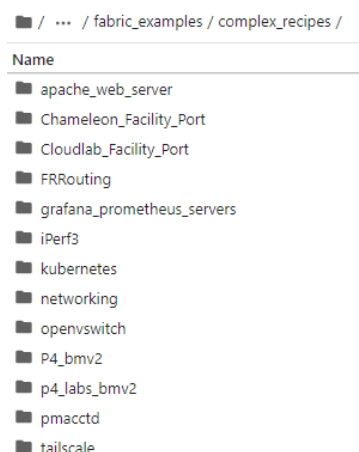 / ... / fabric_examples / complex_recipes /
Name
apache_web_server
Chameleon_Facility_Port
Cloudlab_Facility_Port
FRRouting
grafana_prometheus_servers
iPerf3
kubernetes
networking
openvswitch
P4_bmv2
p4_labs_bmv2
pmacctd
tailscale